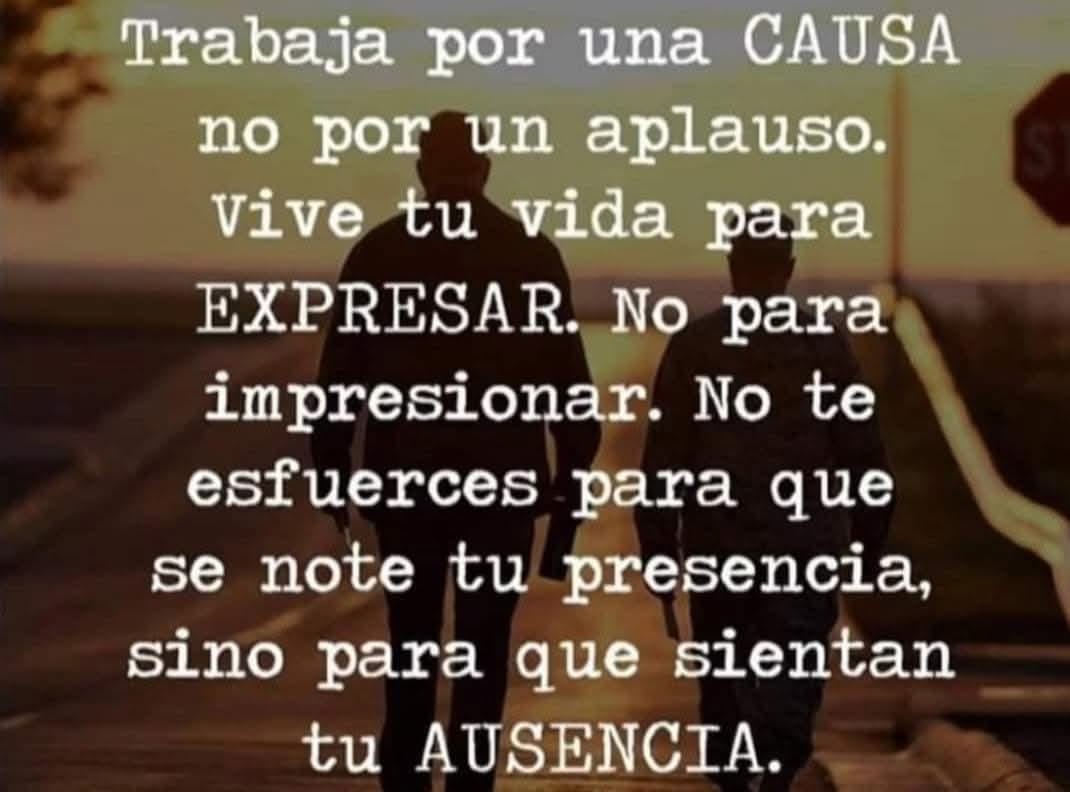 Trabaja por una CAUSA
no por un aplauso.
Vive tu vida para
EXPRESAR. No para
impresionar. No te
esfuerces para que
se note tu presencia,
sino para que sientan
tu AUSENCIA.